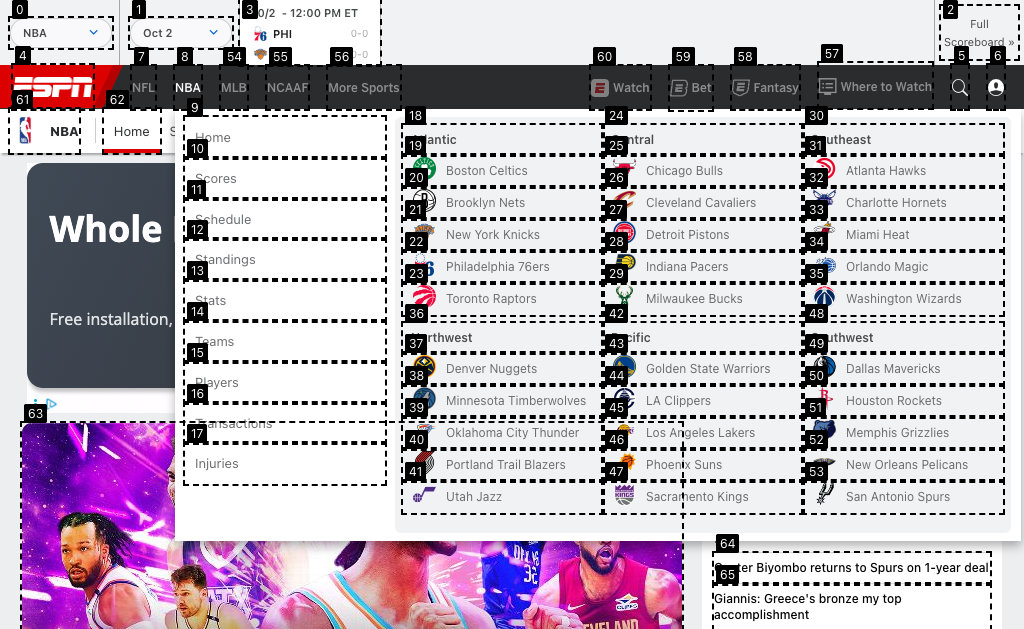 0/2 - 12:00 PM ET
NBA
Oct 2
PHI 0-0
0-0
Full
Scoreboard »
ESPN
NFL
NBA
MLB
NCAAF
More Sports
Watch
Bet
Fantasy
Where to Watch
NBA
Home
S
Home
Scores
Schedule
Standings
Stats
Teams
Players
Transactions
Injuries
Atlantic
Boston Celtics
Brooklyn Nets
New York Knicks
Philadelphia 76ers
Toronto Raptors
Central
Chicago Bulls
Cleveland Cavaliers
Detroit Pistons
Indiana Pacers
Milwaukee Bucks
Southeast
Atlanta Hawks
Charlotte Hornets
Miami Heat
Orlando Magic
Washington Wizards
Northwest
Denver Nuggets
Minnesota Timberwolves
Oklahoma City Thunder
Portland Trail Blazers
Utah Jazz
Pacific
Golden State Warriors
LA Clippers
Los Angeles Lakers
Phoenix Suns
Sacramento Kings
Southwest
Dallas Mavericks
Houston Rockets
Memphis Grizzlies
New Orleans Pelicans
San Antonio Spurs
Whole
Free installation,
Center Biyombo returns to Spurs on 1-year deal
Giannis: Greece's bronze my top
accomplishment
0
1
2
3
4
5
6
7
8
9
10
11
12
13
14
15
16
17
18
19
20
21
22
23
24
25
26
27
28
29
30
31
32
33
34
35
36
37
38
39
40
41
42
43
44
45
46
47
48
49
50
51
52
53
54
55
56
57
58
59
60
61
62
63
64
65